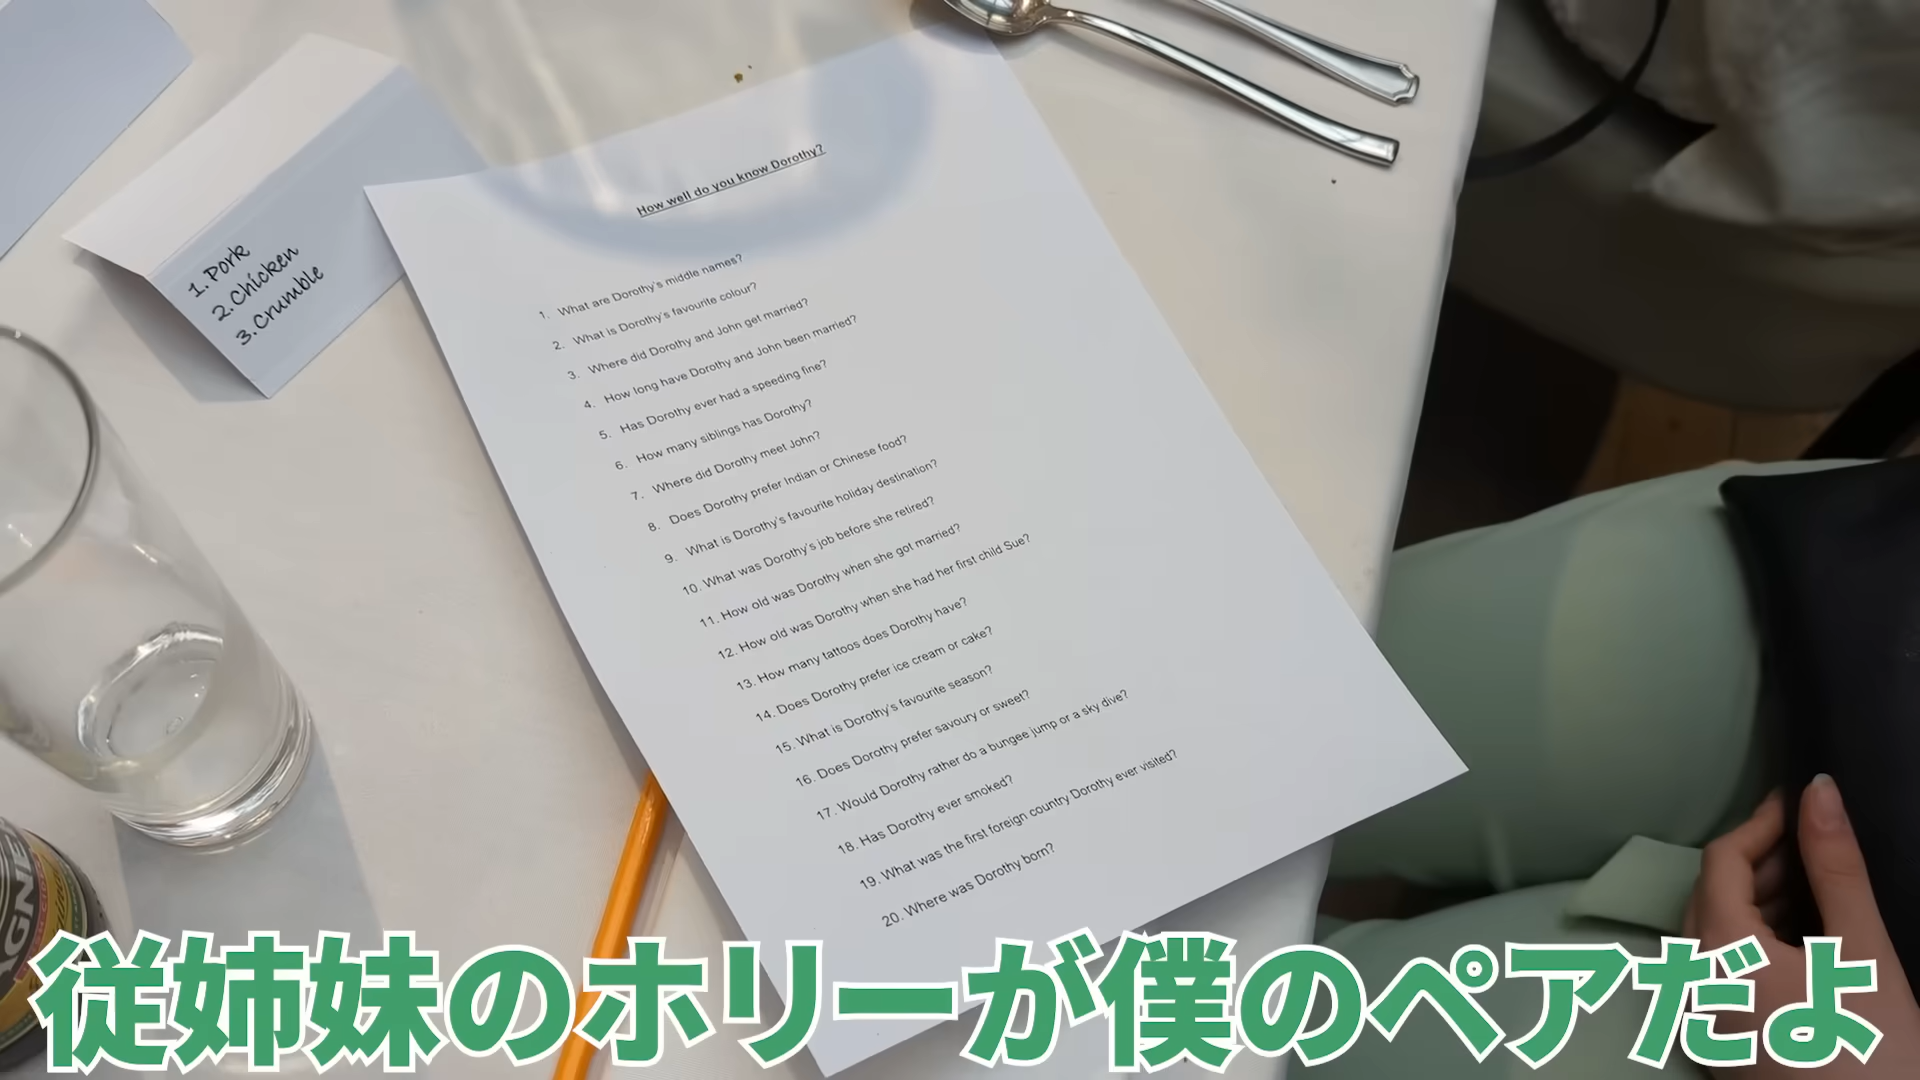 How well do you know Dorothy?
1. What are Dorothy's middle names?
2. What is Dorothy's favourite colour?
3. Where did Dorothy and John get married?
4. How long have Dorothy and John been married?
5. Has Dorothy ever had a speeding fine?
6. How many siblings has Dorothy?
7. Where did Dorothy meet John?
8. Does Dorothy prefer Indian or Chinese food?
9. What is Dorothy's favourite holiday destination?
10. What was Dorothy's job before she retired?
11. How old was Dorothy when she got married?
12. How old was Dorothy when she had her first child Sue?
13. How many tattoos does Dorothy have?
14. Does Dorothy prefer ice cream or cake?
15. What is Dorothy's favourite season?
16. Does Dorothy prefer savoury or sweet?
17. Would Dorothy rather do a bungee jump or a sky dive?
18. Has Dorothy ever smoked?
19. What was the first foreign country Dorothy ever visited?
20. Where was Dorothy born?
1. Pork
2. Chicken
3. Crumble
従姉妹のホリーが僕のペアだよ